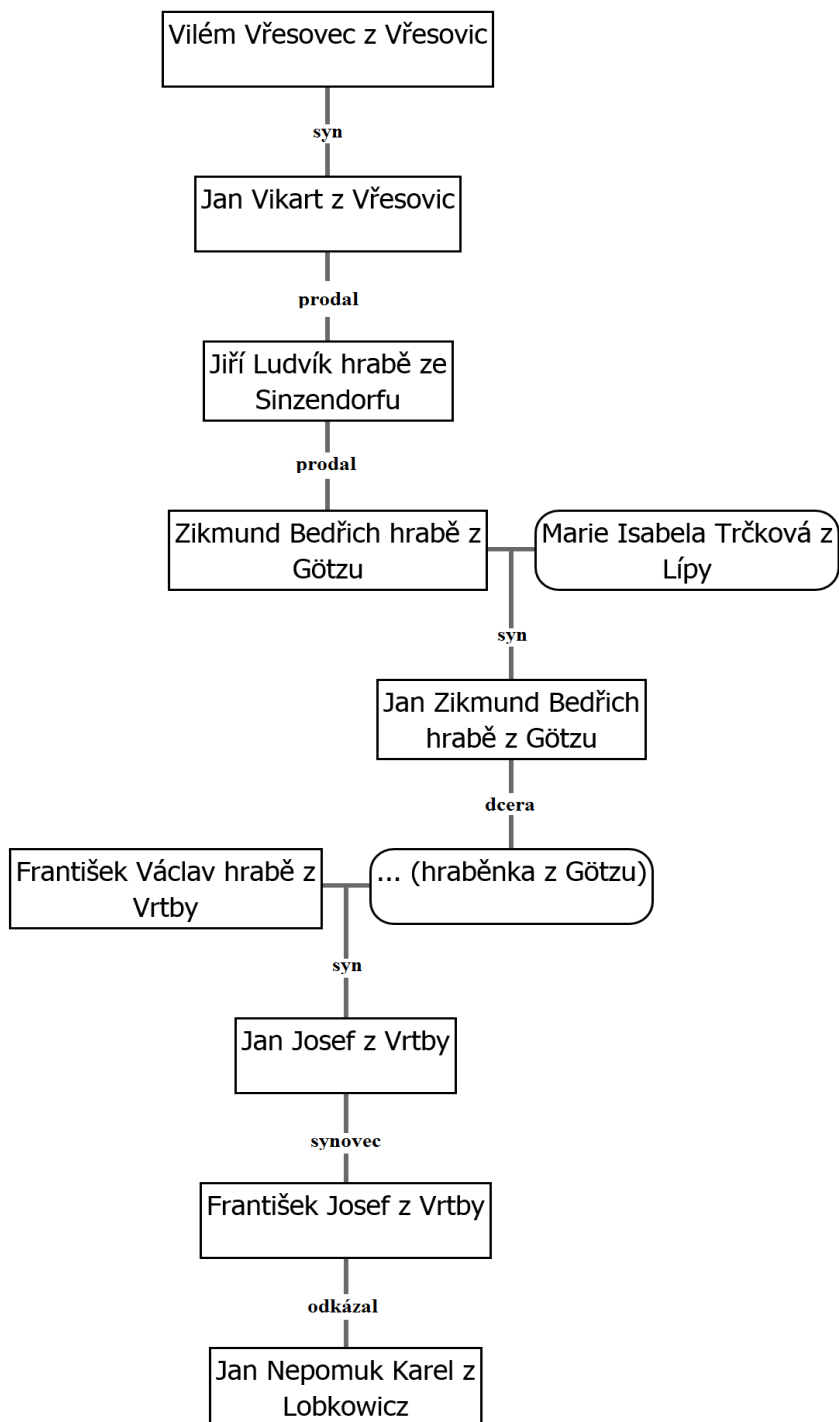 Vilém Vřesovec z Vřesovic
syn
Jan Vikart z Vřesovic
prodal
Jiří Ludvík hrabě ze
Sinzendorfu
prodal
Zikmund Bedřich hrabě z
Götzu
Marie Isabela Trčková z
Lípy
syn
Jan Zikmund Bedřich
hrabě z Götzu
dcera
František Václav hrabě z
Vrtby
... (hraběnka z Götzu)
syn
Jan Josef z Vrtby
synovec
František Josef z Vrtby
odkázal
Jan Nepomuk Karel z
Lobkowicz